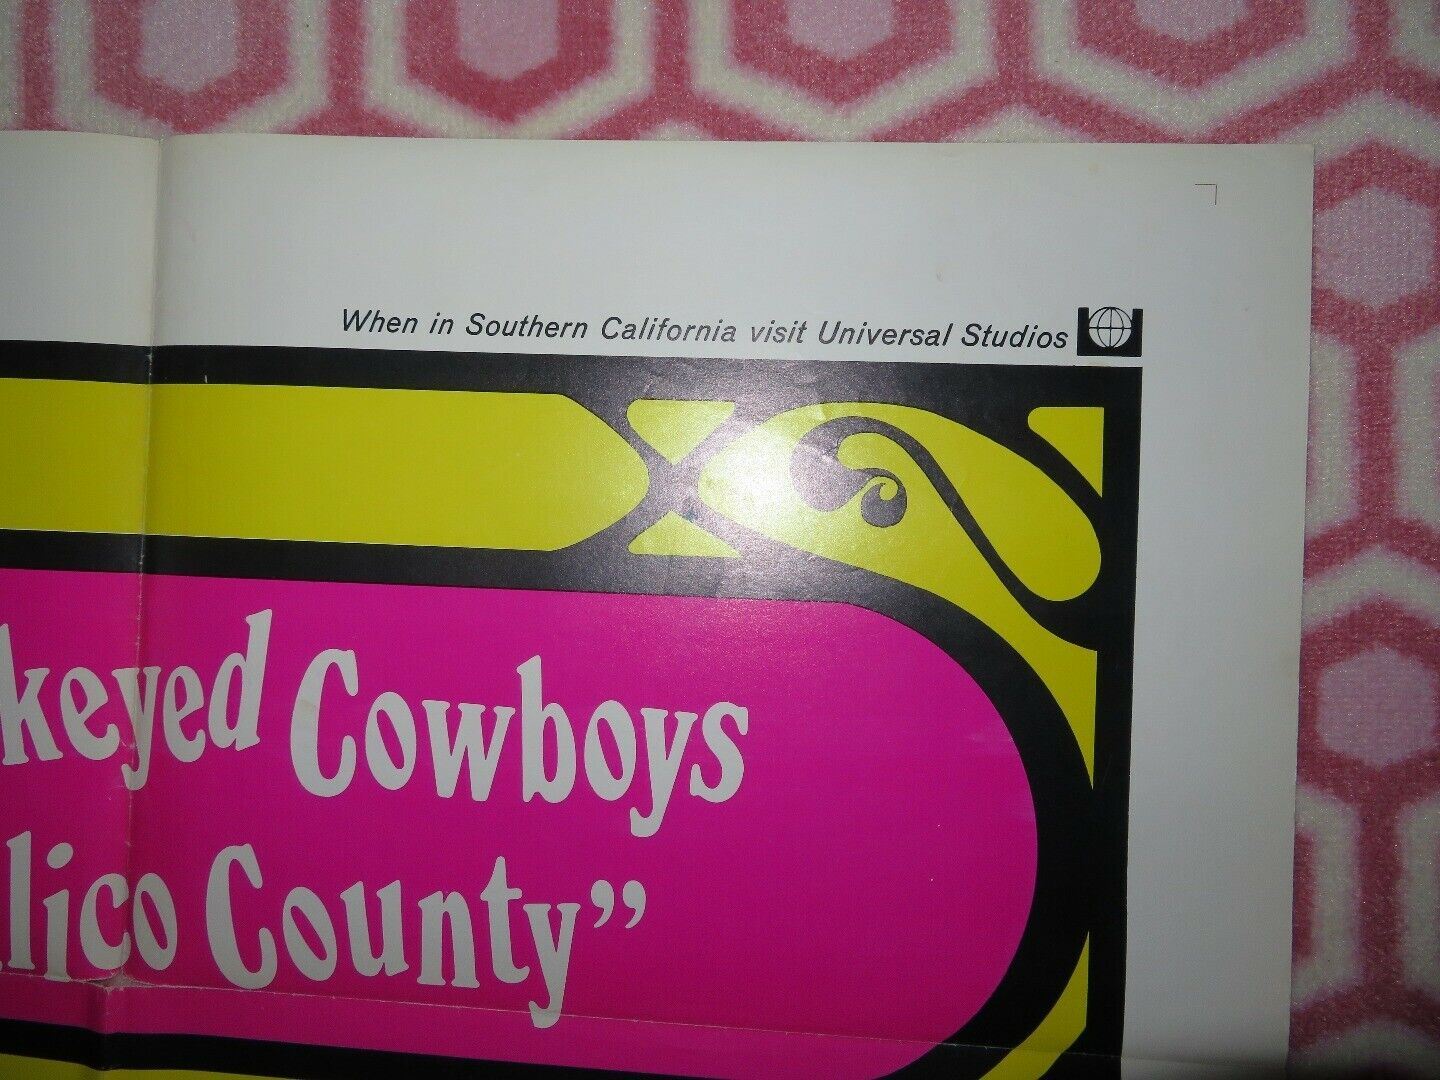 When in Southern California visit Universal Studios
keyed Cowboys
lico County”